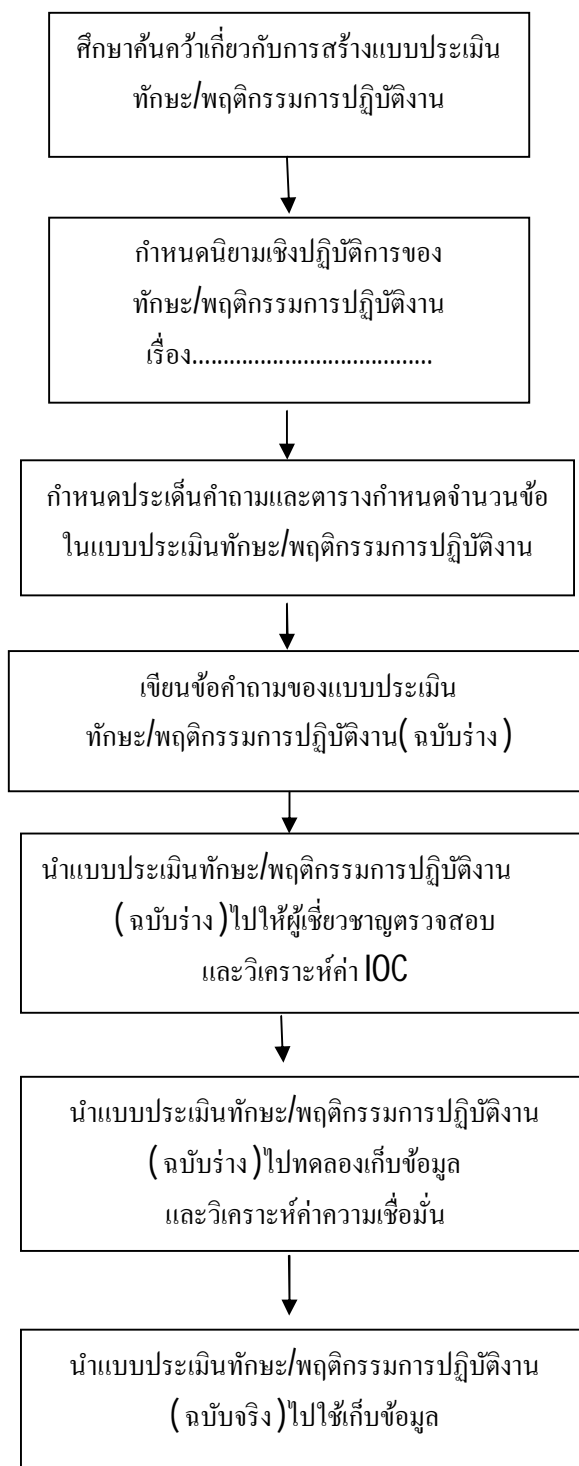 ศึกษาค้นคว้าเกี่ยวกับการสร้างแบบประเมิน
ทักษะ/พฤติกรรมการปฏิบัติงาน
กำหนดนิยามเชิงปฏิบัติการของ
ทักษะ/พฤติกรรมการปฏิบัติงาน
เรื่อง......................................
กำหนดประเด็นคำถามและตารางกำหนดจำนวนข้อ
ในแบบประเมินทักษะ/พฤติกรรมการปฏิบัติงาน
เขียนข้อคำถามของแบบประเมิน
ทักษะ/พฤติกรรมการปฏิบัติงาน(ฉบับร่าง)
นำแบบประเมินทักษะ/พฤติกรรมการปฏิบัติงาน
(ฉบับร่าง)ไปให้ผู้เชี่ยวชาญตรวจสอบ
และวิเคราะห์ค่า IOC
นำแบบประเมินทักษะ/พฤติกรรมการปฏิบัติงาน
(ฉบับร่าง)ไปทดลองเก็บข้อมูล
และวิเคราะห์ค่าความเชื่อมั่น
นำแบบประเมินทักษะ/พฤติกรรมการปฏิบัติงาน
(ฉบับจริง)ไปใช้เก็บข้อมูล